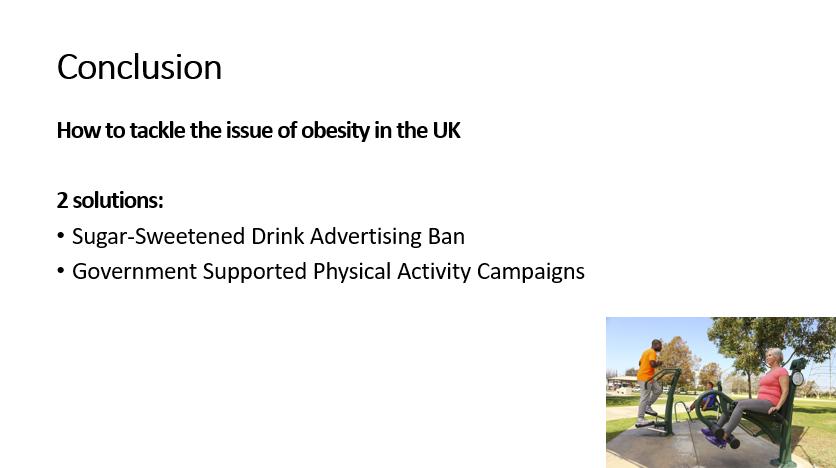 Conclusion
How to tackle the issue of obesity in the UK
2 solutions:
• Sugar-Sweetened Drink Advertising Ban
• Government Supported Physical Activity Campaigns